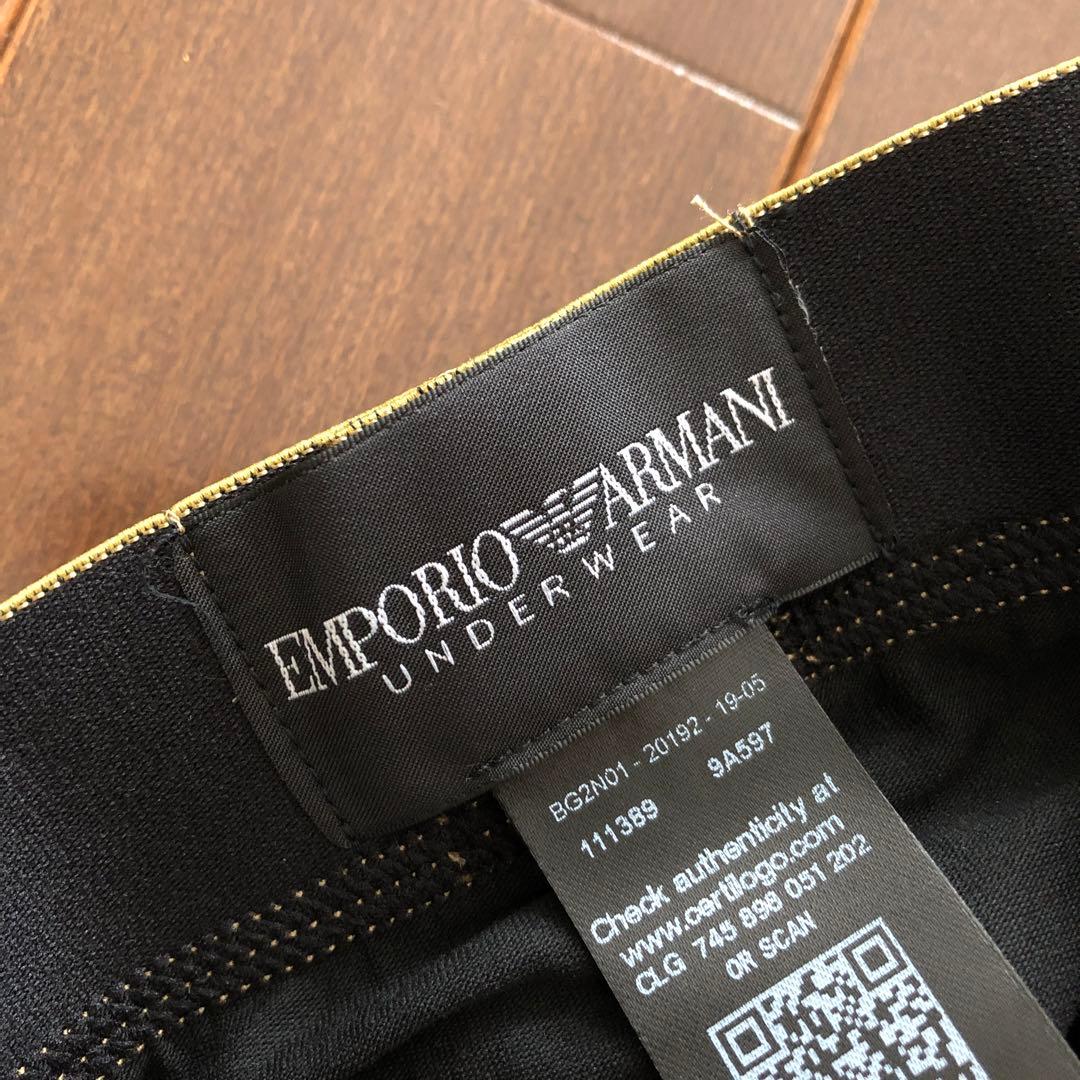 EMPORIO ARMANI
UNDERWEAR
BG2N01 - 20192 - 19-05
111389 9A597
Check authenticity at
www.certilogo.com
CLG 745 898 051 202
OR SCAN